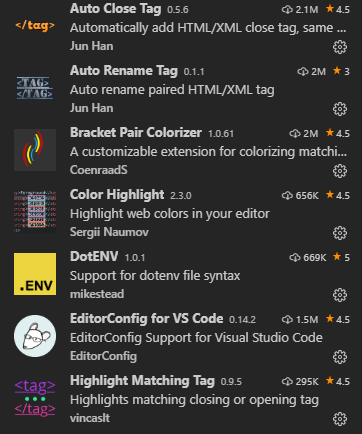 </tag>
Auto Close Tag 0.5.6 2.1M ★ 4.5
Automatically add HTML/XML close tag, same ...
Jun Han
<TAG>
</TAG>
Auto Rename Tag 0.1.1 2M ★ 3
Auto rename paired HTML/XML tag
Jun Han
Bracket Pair Colorizer 1.0.61 2M ★ 4.5
A customizable extension for colorizing matchi...
CoenraadS
Color Highlight 2.3.0 656K ★ 4.5
Highlight web colors in your editor
Sergii Naumov
.ENV
DotENV 1.0.1 669K ★ 5
Support for dotenv file syntax
mikestead
EditorConfig for VS Code 0.14.2 1.5M ★ 4.5
EditorConfig Support for Visual Studio Code
EditorConfig
<tag>
</tag>
Highlight Matching Tag 0.9.5 295K ★ 4.5
Highlights matching closing or opening tag
vincaslt